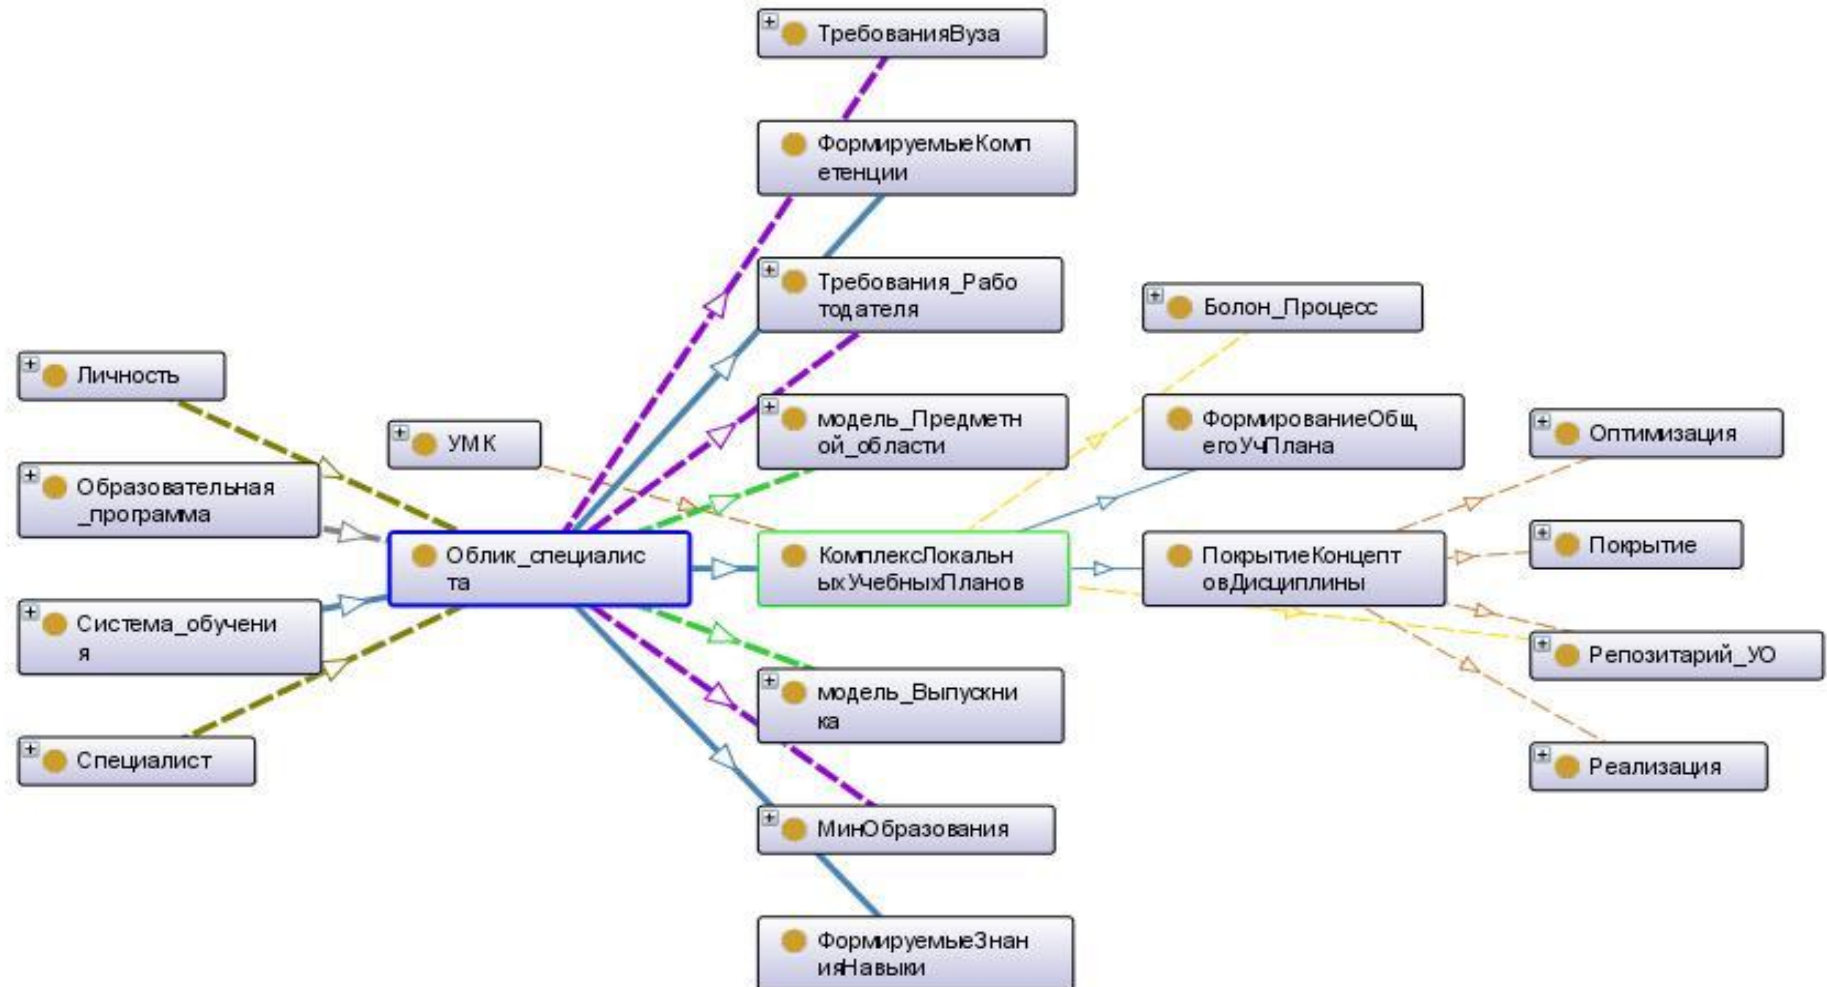 ТребованияВуза
ФормируемыеКомп
етенции
Требования_Рабо
тодателя
Болон_Процесс
Личность
модель_Предметн
ой_области
ФормированиеОбщ
егоУчПлана
УМК
Оптимизация
Образовательная
_программа
Облик_специалис
та
КомплексЛокальн
ыхУчебныхПланов
ПокрытиеКонцепт
овДисциплины
Покрытие
Система_обучени
я
Репозитарий_УО
модель_Выпускни
ка
Специалист
Реализация
МинОбразования
ФормируемыеЗнан
ияНавыки